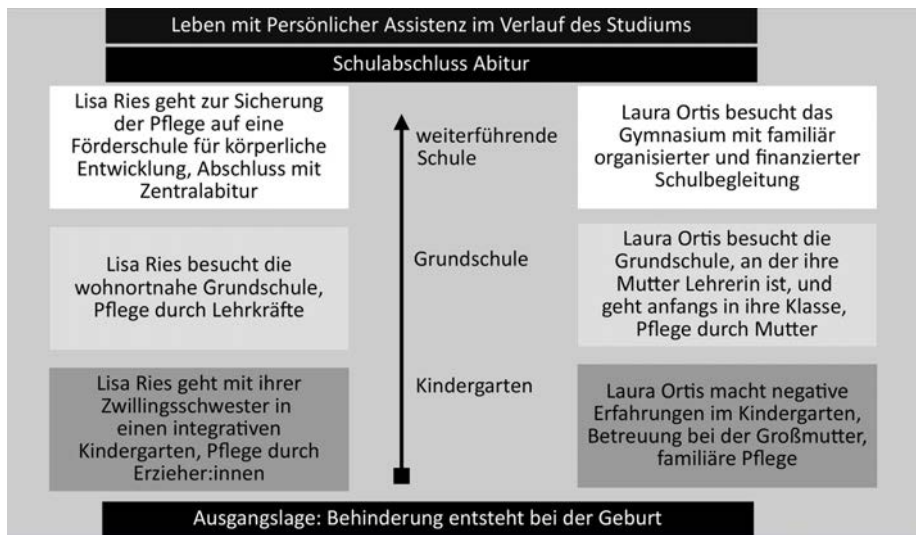 Leben mit Persönlicher Assistenz im Verlauf des Studiums
Schulabschluss Abitur
Lisa Ries geht zur Sicherung
der Pflege auf eine
Förderschule für körperliche
Entwicklung, Abschluss mit
Zentralabitur
weiterführende
Schule
Laura Ortis besucht das
Gymnasium mit familiär
organisierter und finanzierter
Schulbegleitung
Lisa Ries besucht die
wohnortnahe Grundschule,
Pflege durch Lehrkräfte
Grundschule
Laura Ortis besucht die
Grundschule, an der ihre
Mutter Lehrerin ist, und
geht anfangs in ihre Klasse,
Pflege durch Mutter
Lisa Ries geht mit ihrer
Zwillingsschwester in
einen integrativen
Kindergarten, Pflege durch
Erzieher:innen
Kindergarten
Laura Ortis macht negative
Erfahrungen im Kindergarten,
Betreuung bei der Großmutter,
familiäre Pflege
Ausgangslage: Behinderung entsteht bei der Geburt